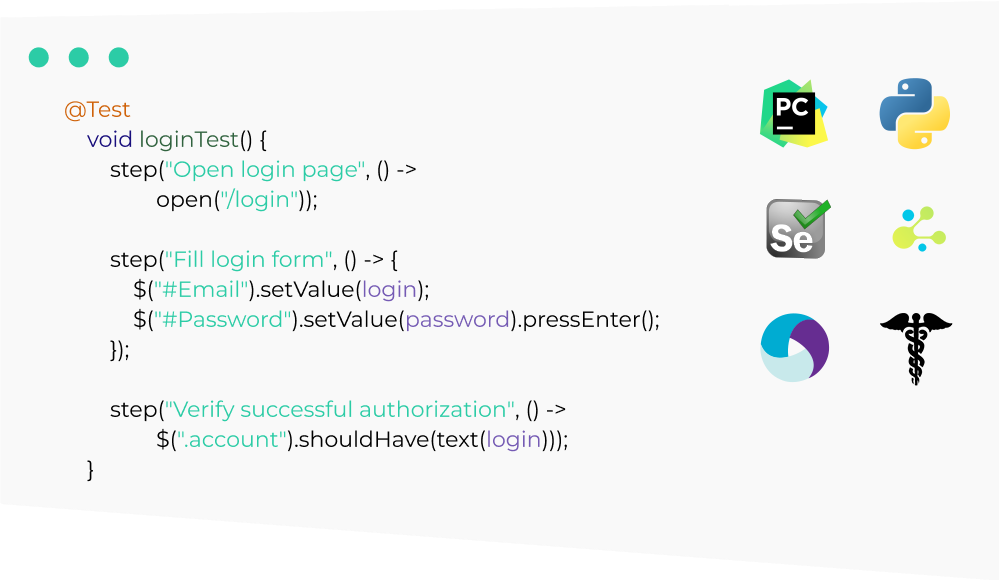 @Test
void loginTest() {
step("Open login page", () ->
open("/login"));
step("Fill login form", () -> {
$("#Email").setValue(login);
$("#Password").setValue(password).pressEnter();
});
step("Verify successful authorization", () ->
$(".account").shouldHave(text(login)));
}
PC
Se